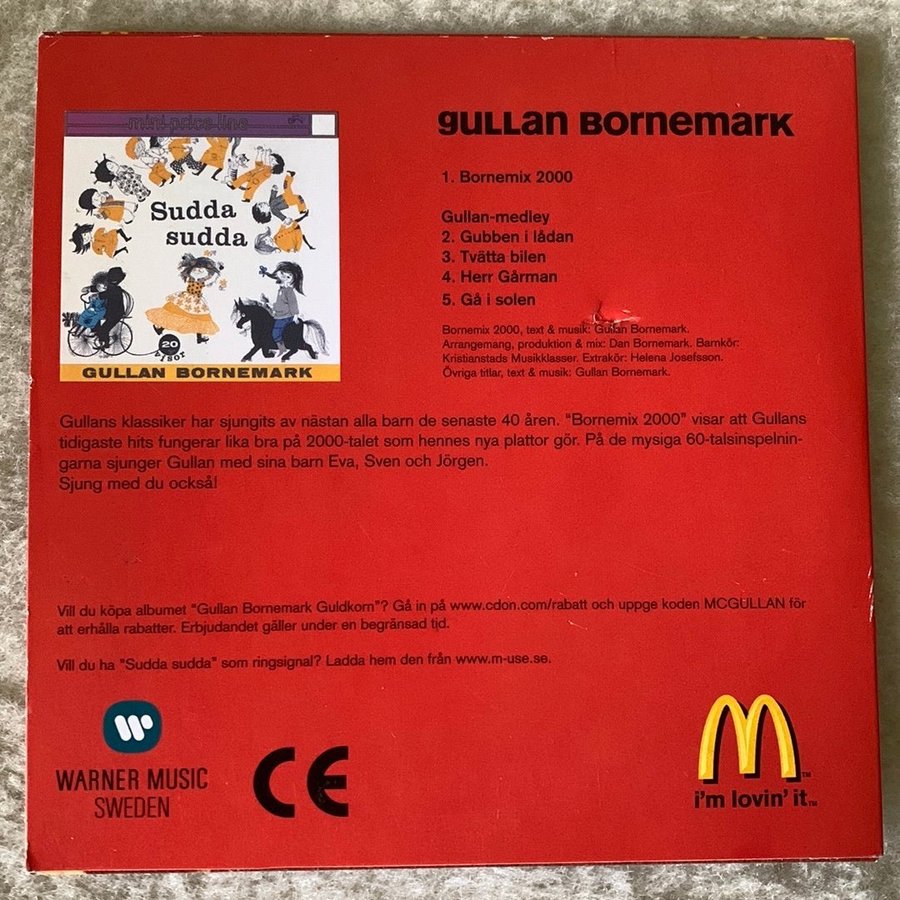 mini-price-line
Sudda
sudda
20
VISOR
GULLAN BORNEMARK
guLLan Bornemark
1. Bornemix 2000
Gullan-medley
2. Gubben i lådan
3. Tvätta bilen
4. Herr Gårman
5. Gå i solen
Bornemix 2000, text & musik: Gullan Bornemark.
Arrangemang, produktion & mix: Dan Bornemark. Barnkör:
Kristianstads Musikklasser. Extrakör: Helena Josefsson.
Övriga titlar, text & musik: Gullan Bornemark.
Gullans klassiker har sjungits av nästan alla barn de senaste 40 åren. "Bornemix 2000" visar att Gullans
tidigaste hits fungerar lika bra på 2000-talet som hennes nya plattor gör. På de mysiga 60-talsinspelnin-
garna sjunger Gullan med sina barn Eva, Sven och Jörgen.
Sjung med du också!
Vill du köpa albumet "Gullan Bornemark Guldkorn"? Gå in på www.cdon.com/rabatt och uppge koden MCGULLAN för
att erhålla rabatter. Erbjudandet gäller under en begränsad tid.
Vill du ha "Sudda sudda" som ringsignal? Ladda hem den från www.m-use.se.
WARNER MUSIC
SWEDEN
CE
M
TM
i'm lovin' it
TM